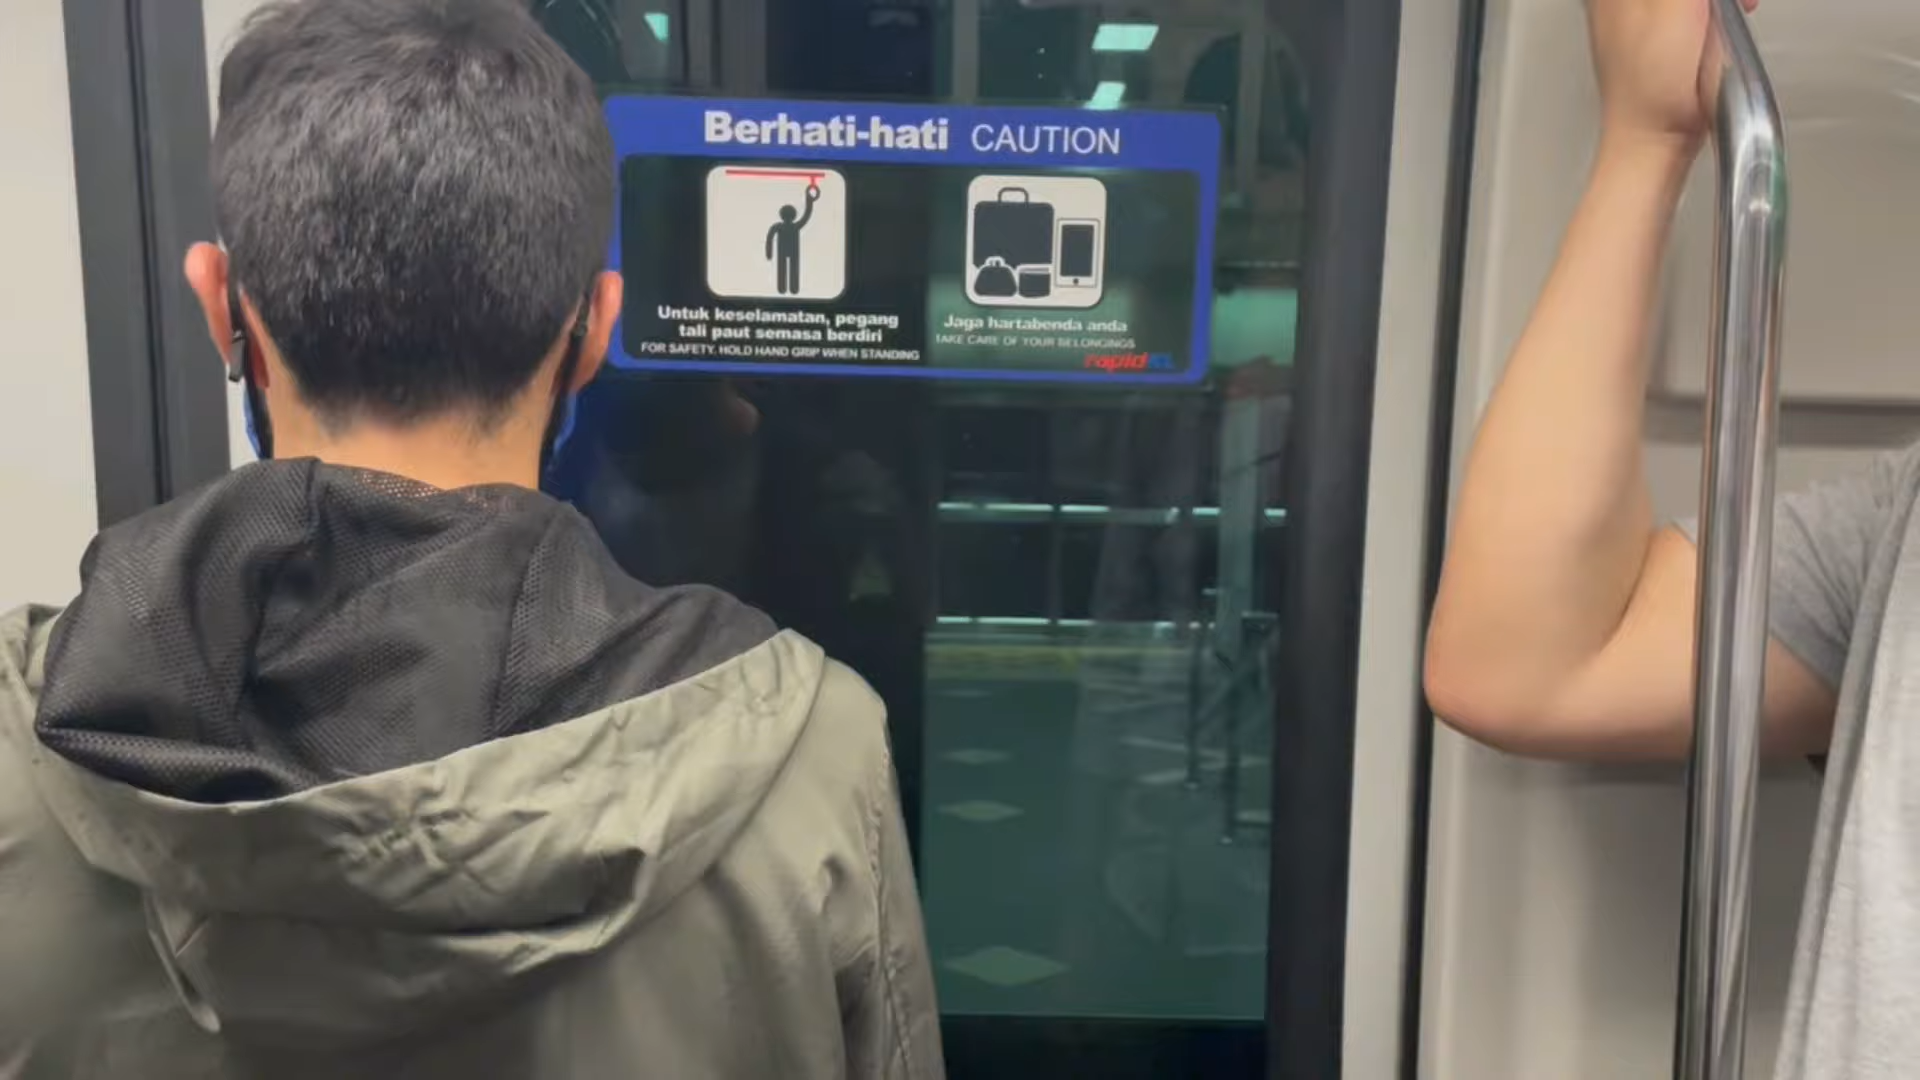 Berhati-hati CAUTION
Untuk keselamatan, pegang
tali paut semasa berdiri
FOR SAFETY, HOLD HAND GRIP WHEN STANDING
Jaga hartabenda anda
TAKE CARE OF YOUR BELONGINGS
rapidKL